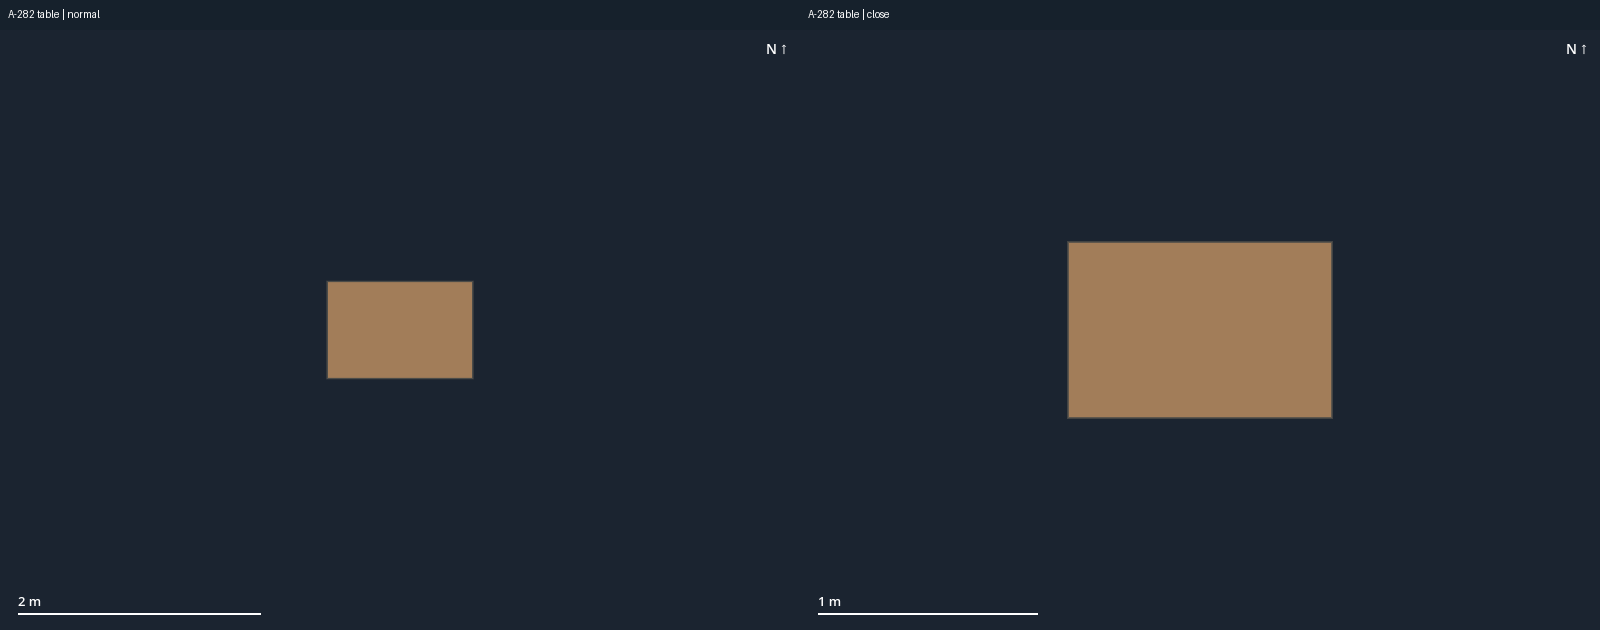 A-282 table | normal
N ↑
2 m
A-282 table | close
N ↑
1 m